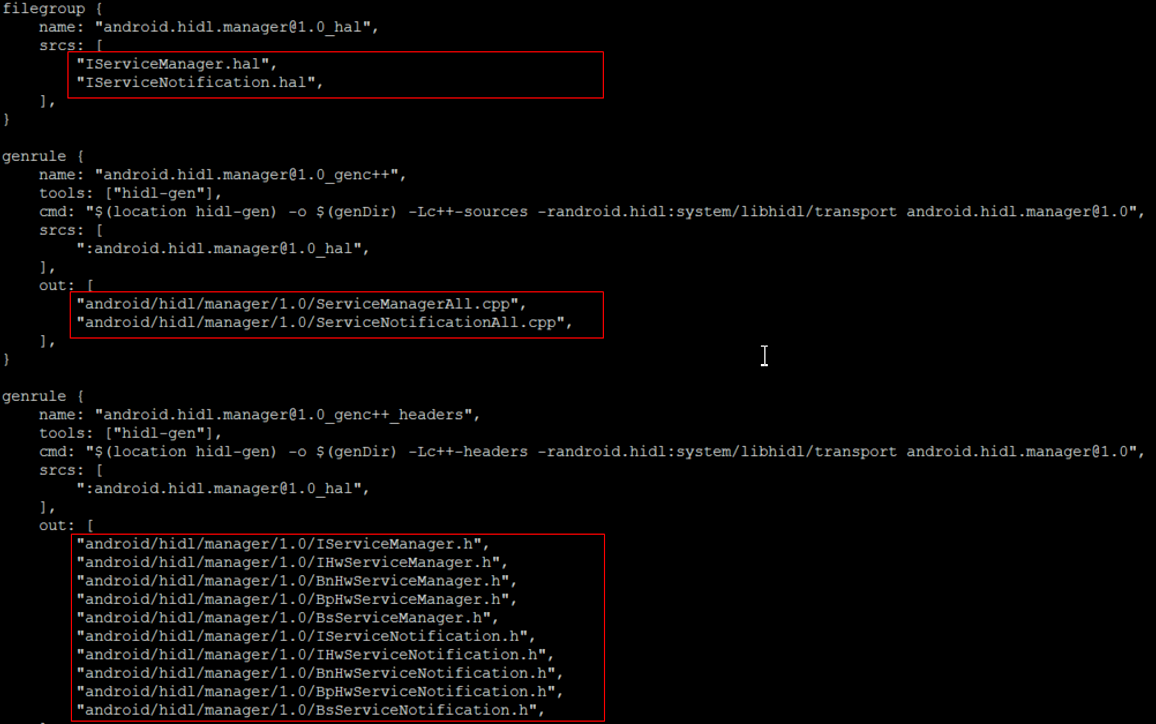 filegroup {
    name: "android.hidl.manager@1.0_hal",
    srcs: [
        "IServiceManager.hal",
        "IServiceNotification.hal",
    ],
}

genrule {
    name: "android.hidl.manager@1.0_genc++",
    tools: ["hidl-gen"],
    cmd: "$(location hidl-gen) -o $(genDir) -Lc++-sources -randroid.hidl:system/libhidl/transport android.hidl.manager@1.0",
    srcs: [
        ":android.hidl.manager@1.0_hal",
    ],
    out: [
        "android/hidl/manager/1.0/ServiceManagerAll.cpp",
        "android/hidl/manager/1.0/ServiceNotificationAll.cpp",
    ],
}

genrule {
    name: "android.hidl.manager@1.0_genc++_headers",
    tools: ["hidl-gen"],
    cmd: "$(location hidl-gen) -o $(genDir) -Lc++-headers -randroid.hidl:system/libhidl/transport android.hidl.manager@1.0",
    srcs: [
        ":android.hidl.manager@1.0_hal",
    ],
    out: [
        "android/hidl/manager/1.0/IServiceManager.h",
        "android/hidl/manager/1.0/IHwServiceManager.h",
        "android/hidl/manager/1.0/BnHwServiceManager.h",
        "android/hidl/manager/1.0/BpHwServiceManager.h",
        "android/hidl/manager/1.0/BsServiceManager.h",
        "android/hidl/manager/1.0/IServiceNotification.h",
        "android/hidl/manager/1.0/IHwServiceNotification.h",
        "android/hidl/manager/1.0/BnHwServiceNotification.h",
        "android/hidl/manager/1.0/BpHwServiceNotification.h",
        "android/hidl/manager/1.0/BsServiceNotification.h",